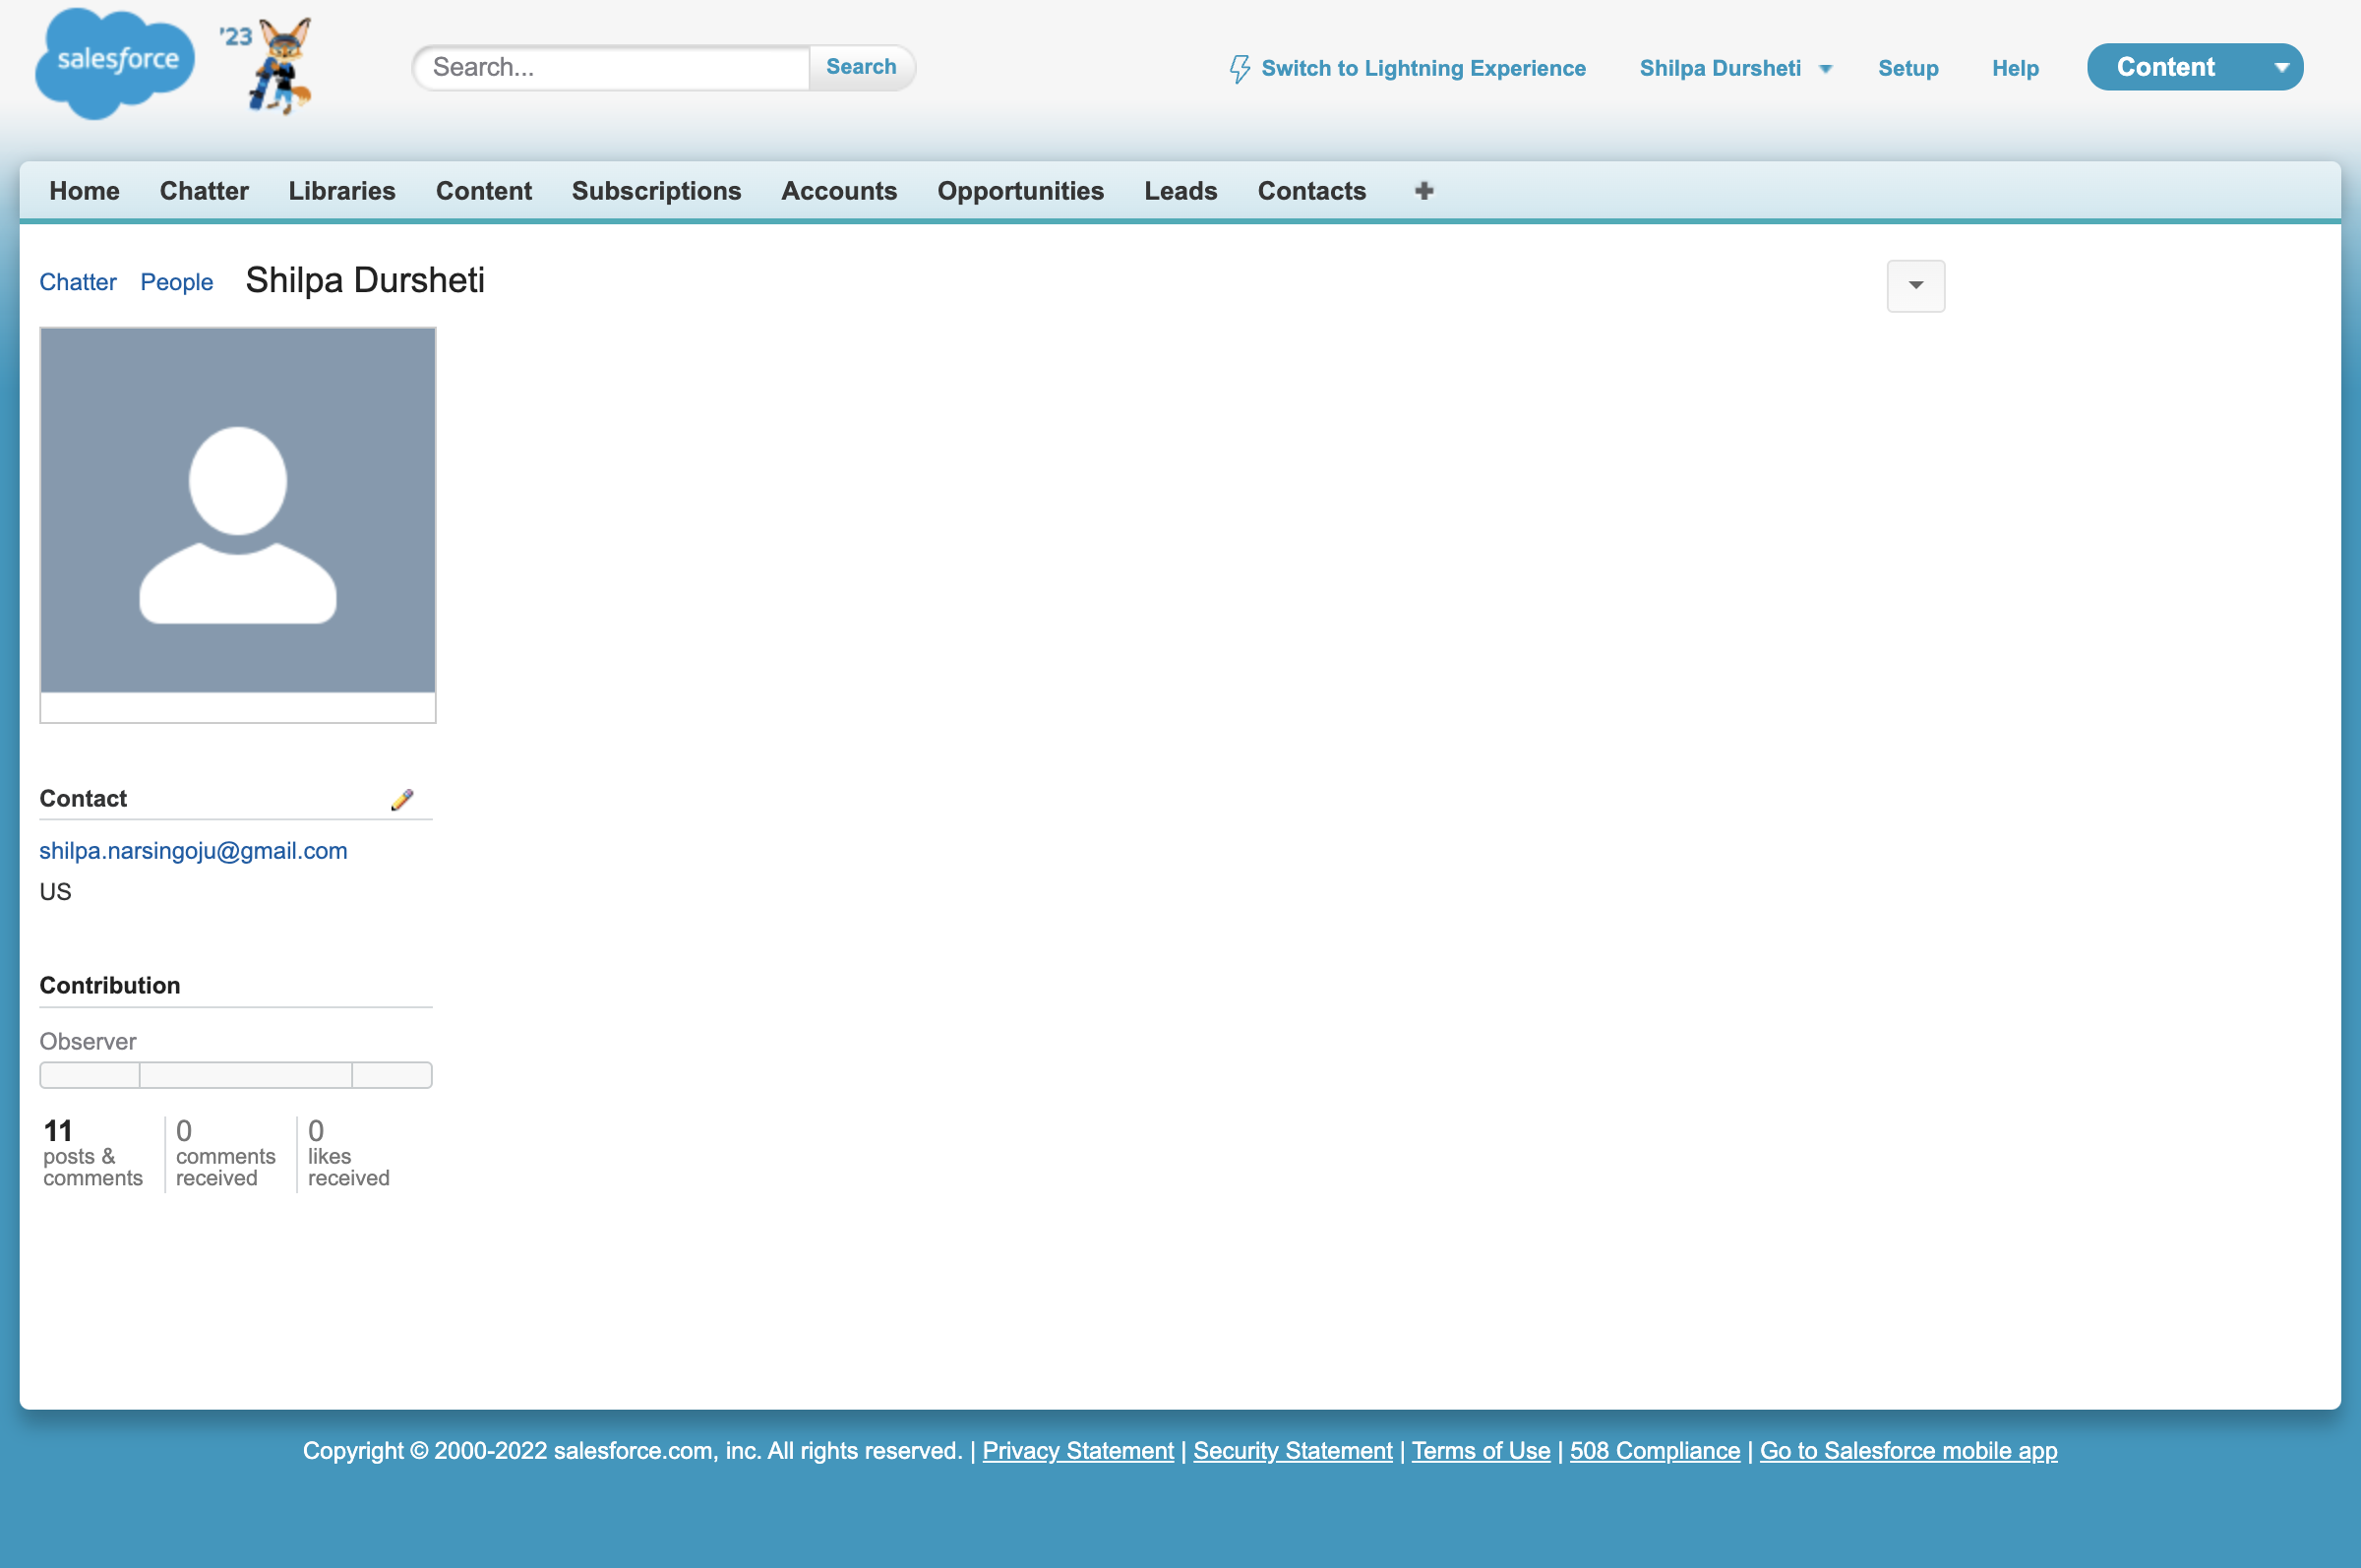 salesforce
'23
Search...
Search
Switch to Lightning Experience
Shilpa Dursheti
Setup
Help
Content
Home
Chatter
Libraries
Content
Subscriptions
Accounts
Opportunities
Leads
Contacts
Chatter
People
Shilpa Dursheti
Contact
shilpa.narsingoju@gmail.com
US
Contribution
Observer
11
posts &
comments
0
comments
received
0
likes
received
Copyright © 2000-2022 salesforce.com, inc. All rights reserved. | Privacy Statement | Security Statement | Terms of Use | 508 Compliance | Go to Salesforce mobile app